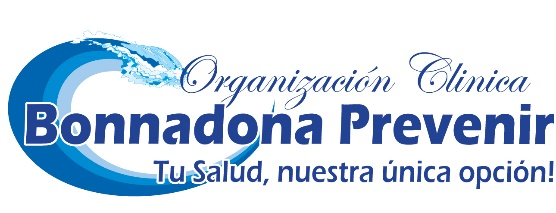 Organización Clinica
Bonnadona Prevenir
Tu Salud, nuestra única opción!